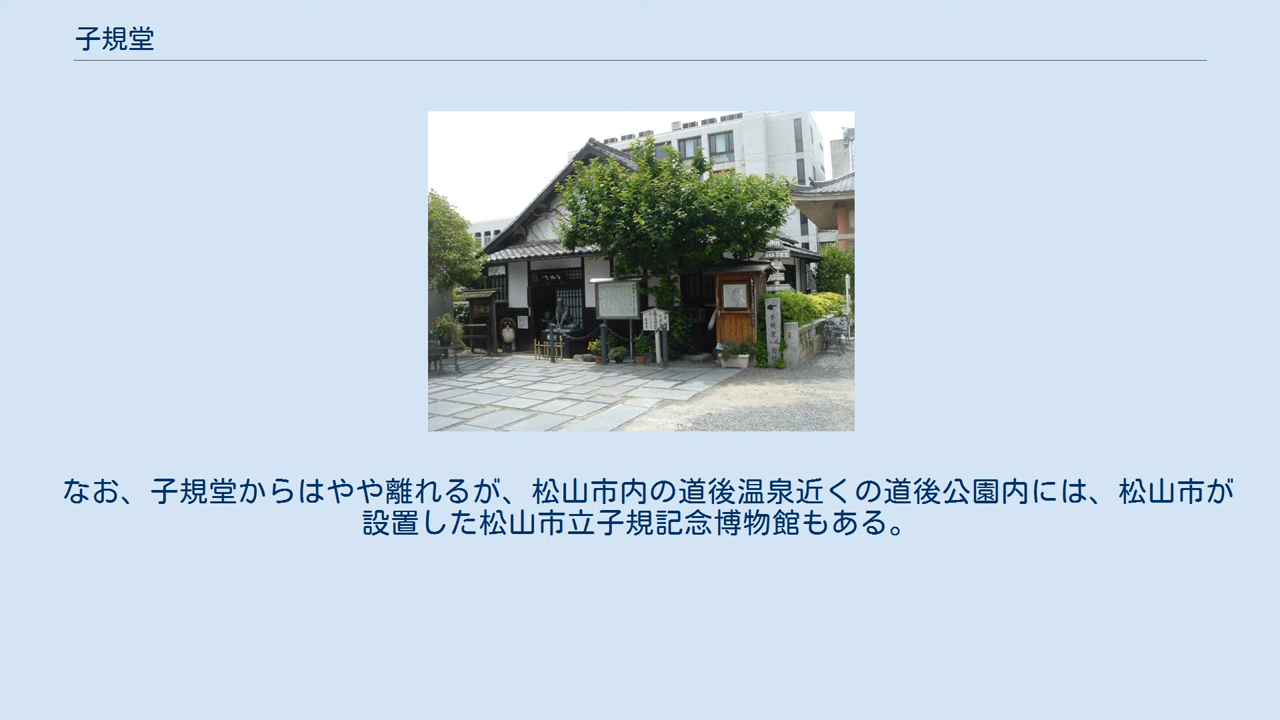 子規堂
子規堂
なお、子規堂からはやや離れるが、松山市内の道後温泉近くの道後公園内には、松山市が
設置した松山市立子規記念博物館もある。